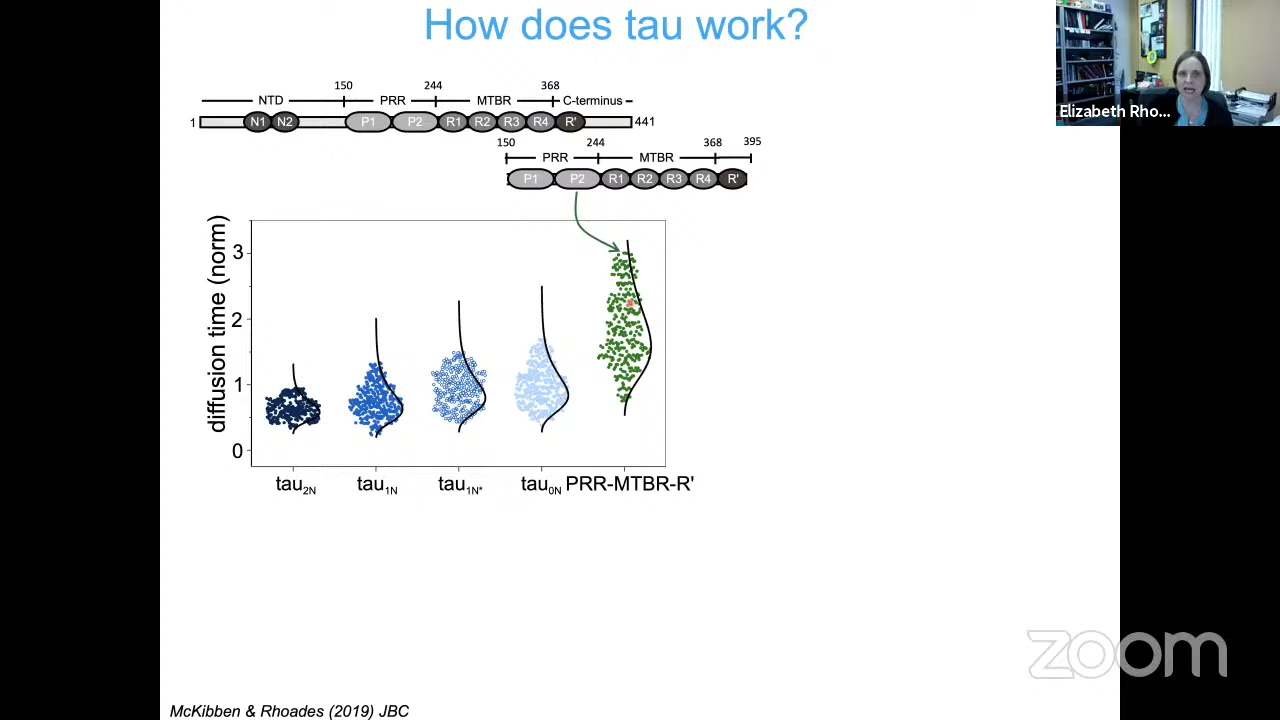 How does tau work?
Elizabeth Rho...
150 244 368
NTD PRR MTBR C-terminus
1 N1 N2 P1 P2 R1 R2 R3 R4 R' 441
150 244 368 395
PRR MTBR
P1 P2 R1 R2 R3 R4 R'
diffusion time (norm)
3
2
1
0
tau2N tau1N tau1N* tau0N PRR-MTBR-R'
zoom
McKibben & Rhoades (2019) JBC